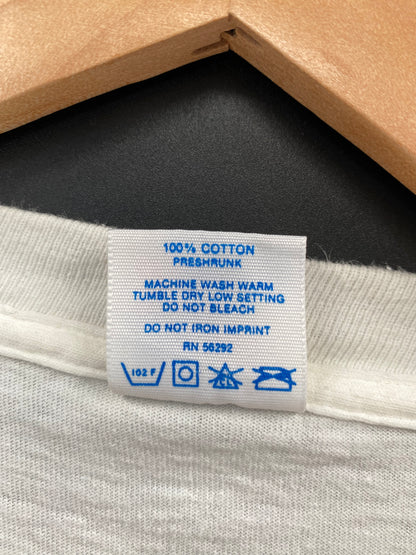 100% COTTON
PRESHRUNK
MACHINE WASH WARM
TUMBLE DRY LOW SETTING
DO NOT BLEACH
DO NOT IRON IMPRINT
RN 56292
102 F
CL